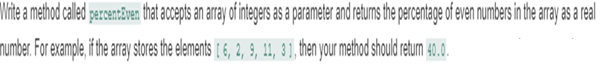 Write a method called percentEven that accepts an array of integers as a parameter and returns the percentage of even numbers in the array as a real
number. For example, if the array stores the elements [6, 2, 9, 11, 3], then your method should return 40.0.